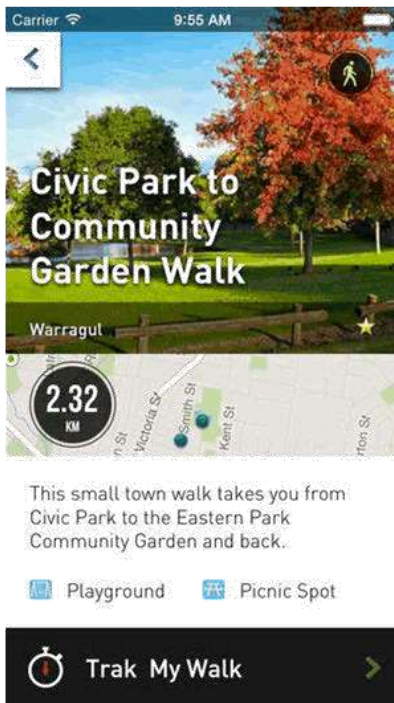 Carrier 9:55 AM
Civic Park to
Community
Garden Walk
Warragul
2.32
KM
Victoria St
Smith St
Kent St
This small town walk takes you from
Civic Park to the Eastern Park
Community Garden and back.
Playground Picnic Spot
Trak My Walk